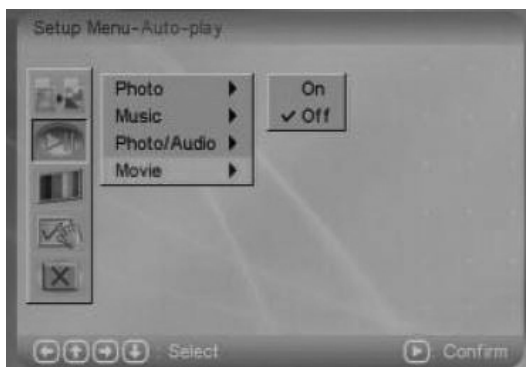 Setup Menu-Auto-play
Photo
Music
Photo/Audio
Movie
On
Off
: Select
: Confirm